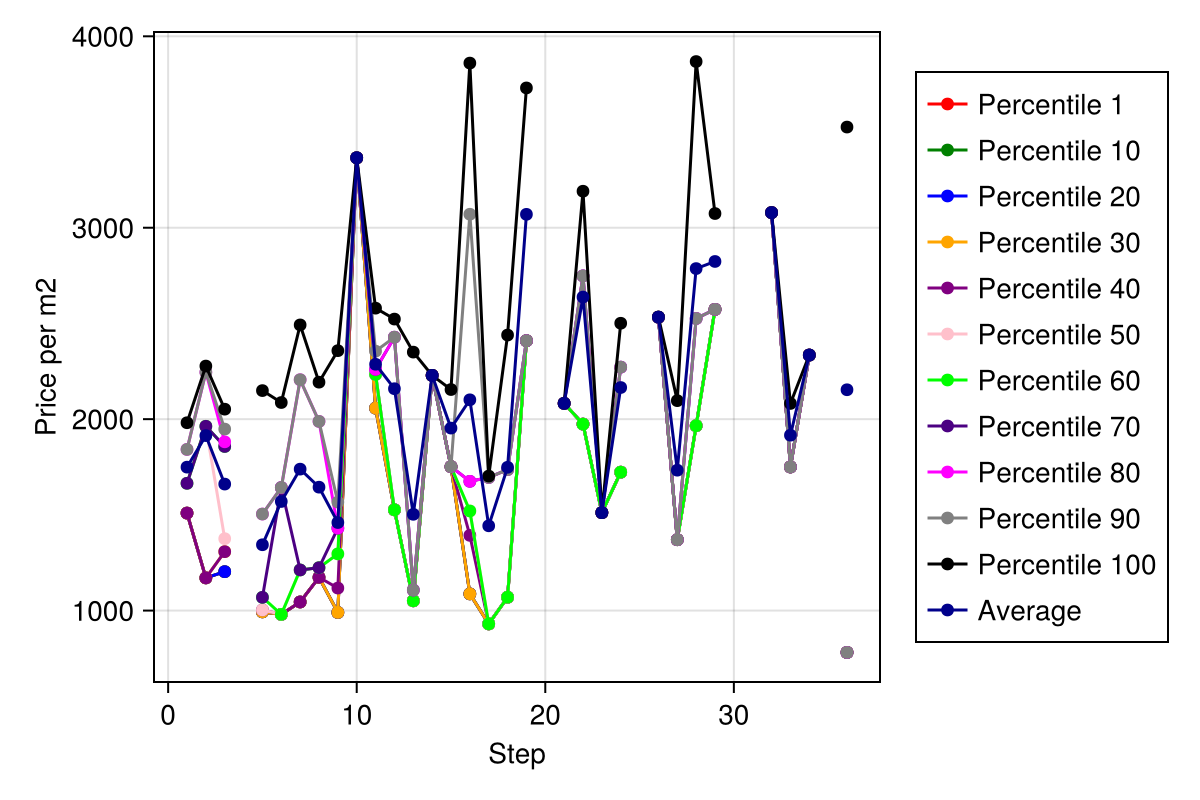 4000
3000
2000
1000
Price per m2
0 10 20 30
Step
Percentile 1
Percentile 10
Percentile 20
Percentile 30
Percentile 40
Percentile 50
Percentile 60
Percentile 70
Percentile 80
Percentile 90
Percentile 100
Average